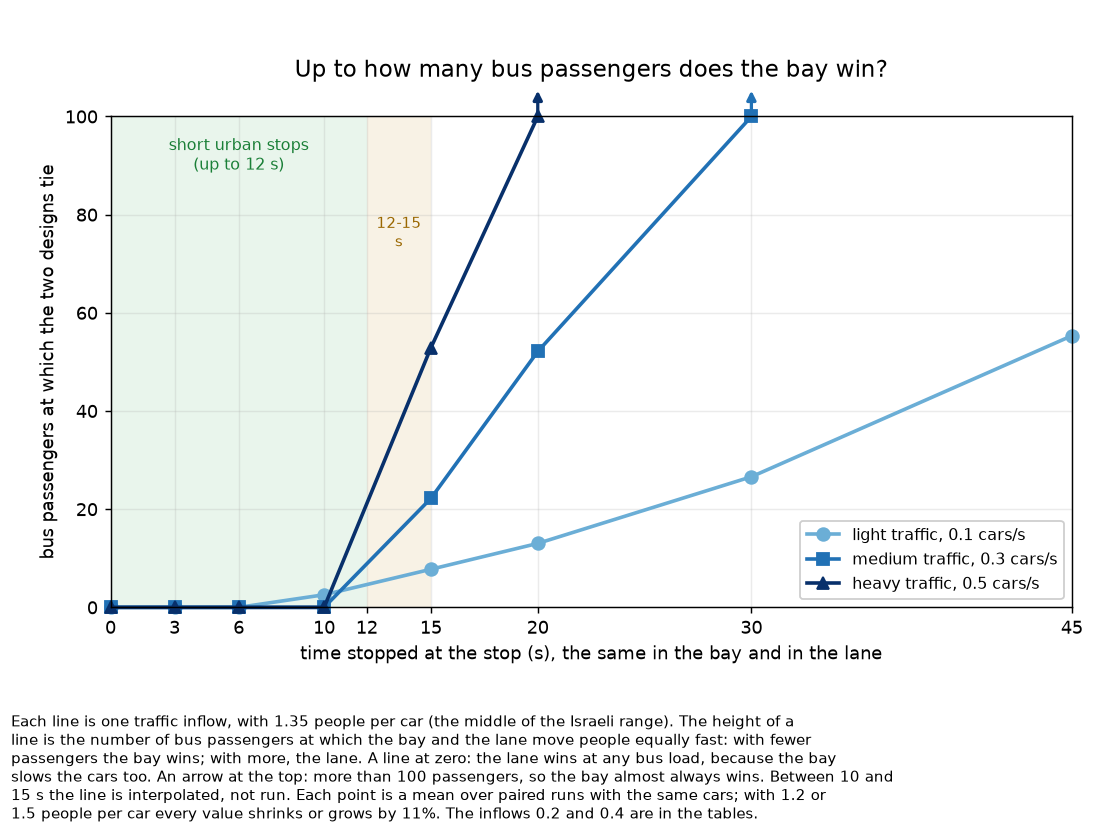 Up to how many bus passengers does the bay win?
100
80
60
40
20
0
bus passengers at which the two designs tie
short urban stops
(up to 12 s)
12-15
s
light traffic, 0.1 cars/s
medium traffic, 0.3 cars/s
heavy traffic, 0.5 cars/s
0 3 6 10 12 15 20 30 45
time stopped at the stop (s), the same in the bay and in the lane
Each line is one traffic inflow, with 1.35 people per car (the middle of the Israeli range). The height of a
line is the number of bus passengers at which the bay and the lane move people equally fast: with fewer
passengers the bay wins; with more, the lane. A line at zero: the lane wins at any bus load, because the bay
slows the cars too. An arrow at the top: more than 100 passengers, so the bay almost always wins. Between 10 and
15 s the line is interpolated, not run. Each point is a mean over paired runs with the same cars; with 1.2 or
1.5 people per car every value shrinks or grows by 11%. The inflows 0.2 and 0.4 are in the tables.